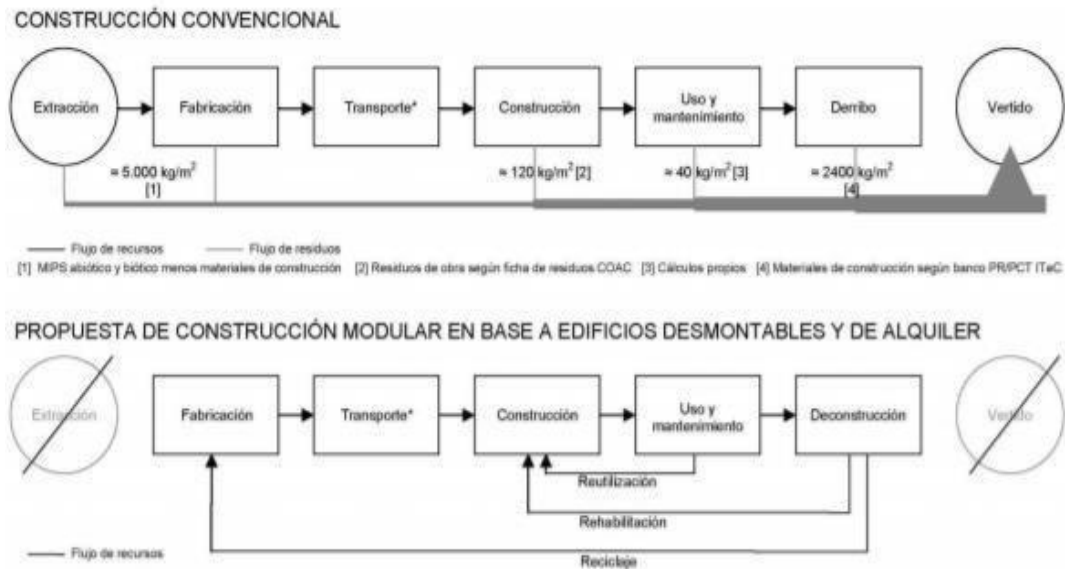 CONSTRUCCIÓN CONVENCIONAL
Extracción
Fabricación
Transporte*
Construcción
Uso y
mantenimiento
Derribo
Vertido
≈ 5.000 kg/m²
[1]
≈ 120 kg/m² [2]
≈ 40 kg/m² [3]
≈ 2400 kg/m²
[4]
Flujo de recursos
Flujo de residuos
[1] MIPS abiótico y biótico menos materiales de construcción [2] Residuos de obra según ficha de residuos COAC [3] Cálculos propios [4] Materiales de construcción según banco PR/PCT ITeC
PROPUESTA DE CONSTRUCCIÓN MODULAR EN BASE A EDIFICIOS DESMONTABLES Y DE ALQUILER
Extracción
Fabricación
Transporte*
Construcción
Uso y
mantenimiento
Deconstrucción
Vertido
Reutilización
Rehabilitación
Flujo de recursos
Reciclaje